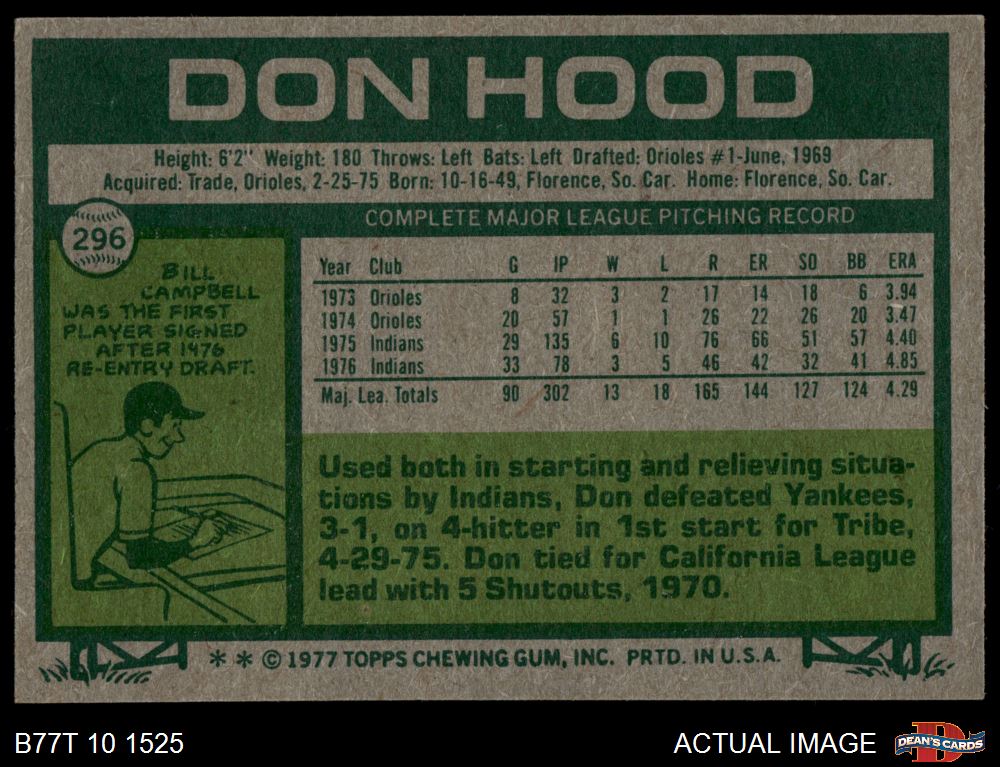 DON HOOD
Height: 6'2" Weight: 180 Throws: Left Bats: Left Drafted: Orioles #1-June, 1969
Acquired: Trade, Orioles, 2-25-75 Born: 10-16-49, Florence, So. Car. Home: Florence, So. Car.
296
BILL
CAMPBELL
WAS THE FIRST
PLAYER SIGNED
AFTER 1976
RE-ENTRY DRAFT.
COMPLETE MAJOR LEAGUE PITCHING RECORD
Year Club G IP W L R ER SO BB ERA
1973 Orioles 8 32 3 2 17 14 18 6 3.94
1974 Orioles 20 57 1 1 26 22 26 20 3.47
1975 Indians 29 135 6 10 76 66 51 57 4.40
1976 Indians 33 78 3 5 46 42 32 41 4.85
Maj. Lea. Totals 90 302 13 18 165 144 127 124 4.29
Used both in starting and relieving situa-
tions by Indians, Don defeated Yankees,
3-1, on 4-hitter in 1st start for Tribe,
4-29-75. Don tied for California League
lead with 5 Shutouts, 1970.
* * © 1977 TOPPS CHEWING GUM, INC. PRTD. IN U.S.A.
B77T 10 1525
ACTUAL IMAGE
DEAN'S CARDS